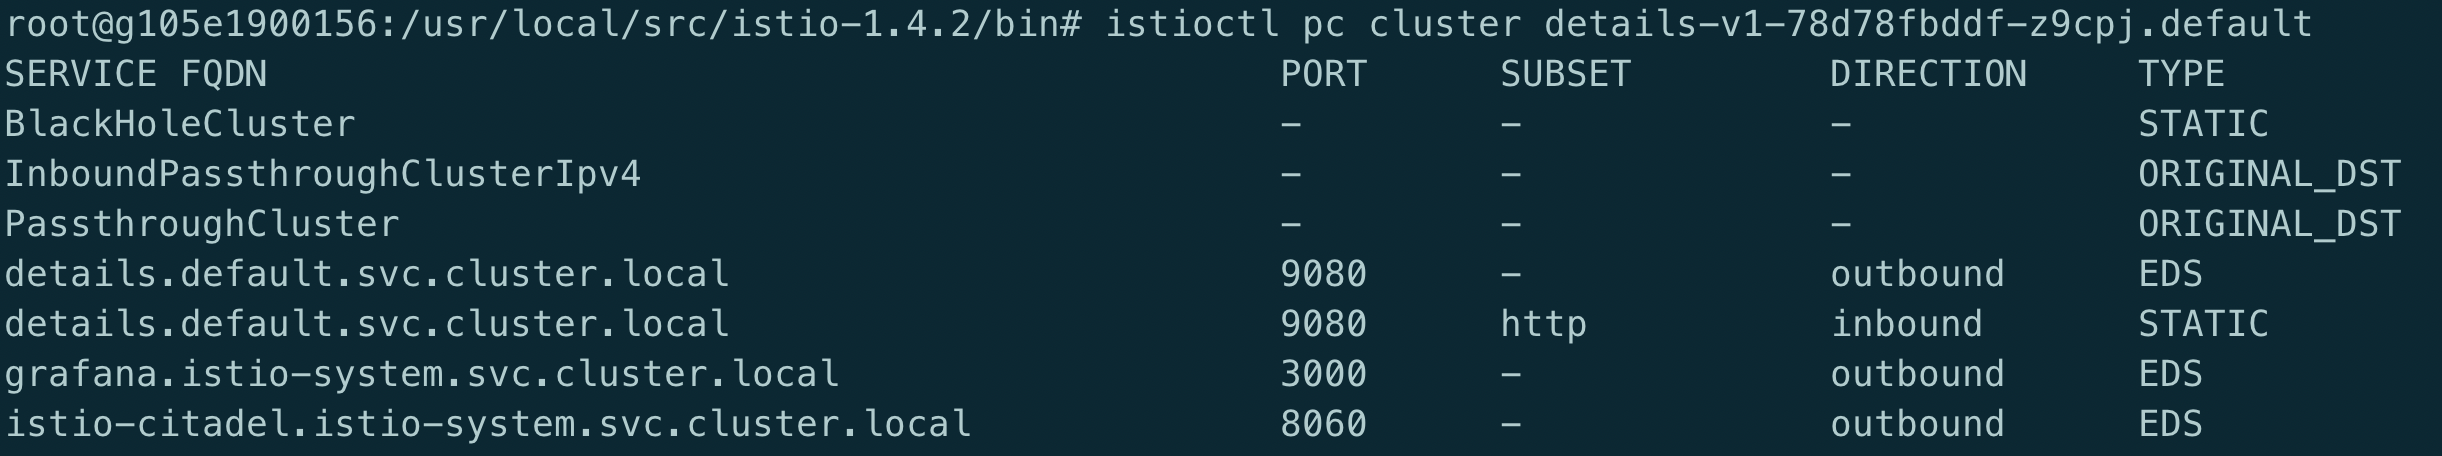 root@g105e1900156:/usr/local/src/istio-1.4.2/bin# istioctl pc cluster details-v1-78d78fbddf-z9cpj.default
SERVICE FQDN PORT SUBSET DIRECTION TYPE
BlackHoleCluster - - - STATIC
InboundPassthroughClusterIpv4 - - - ORIGINAL_DST
PassthroughCluster - - - ORIGINAL_DST
details.default.svc.cluster.local 9080 - outbound EDS
details.default.svc.cluster.local 9080 http inbound STATIC
grafana.istio-system.svc.cluster.local 3000 - outbound EDS
istio-citadel.istio-system.svc.cluster.local 8060 - outbound EDS